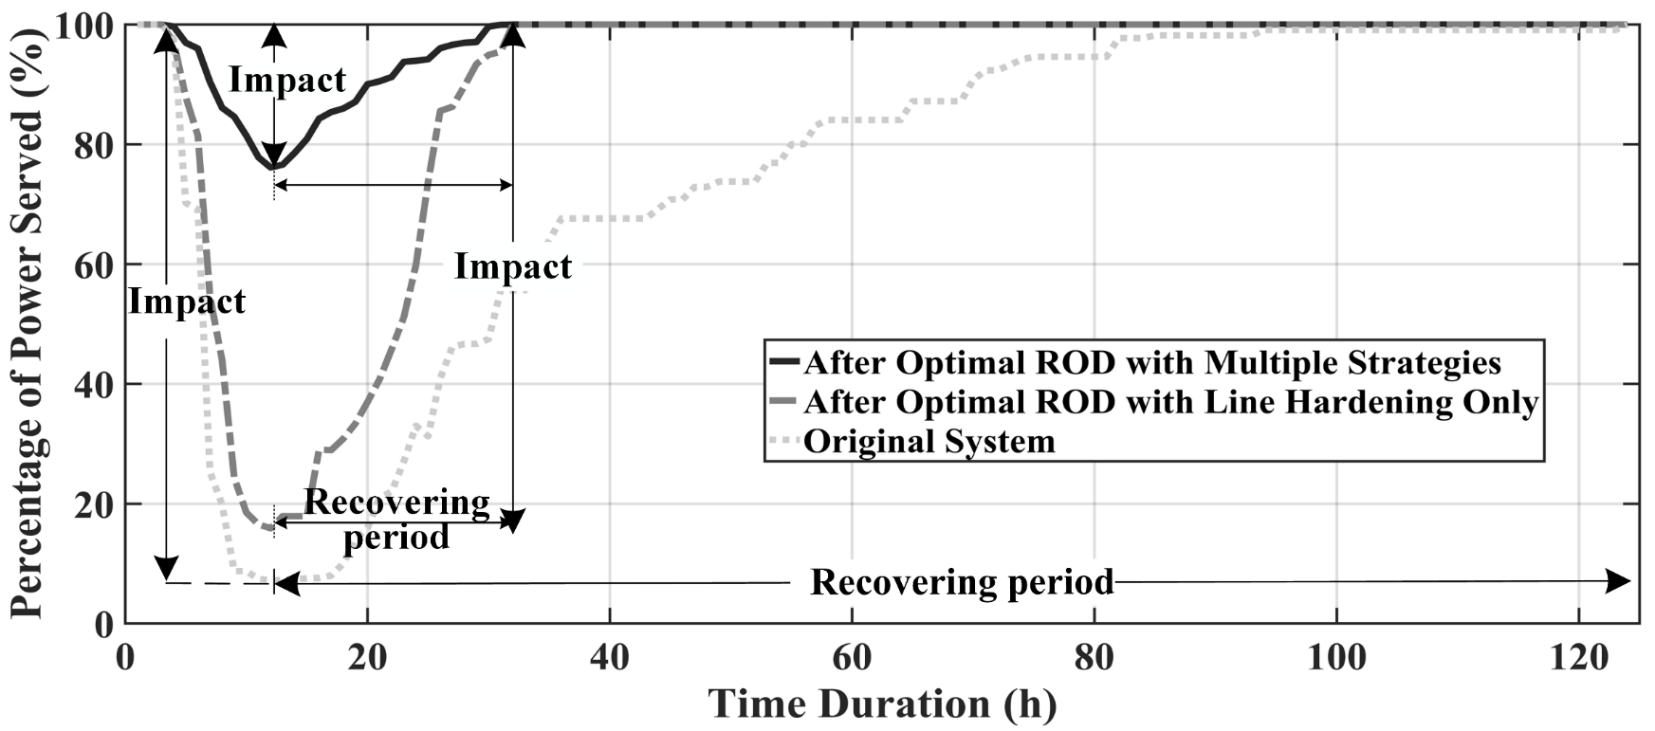 Percentage of Power Served (%)
100
80
60
40
20
0
Impact
Impact
Impact
Recovering
period
Recovering period
After Optimal ROD with Multiple Strategies
After Optimal ROD with Line Hardening Only
Original System
0 20 40 60 80 100 120
Time Duration (h)